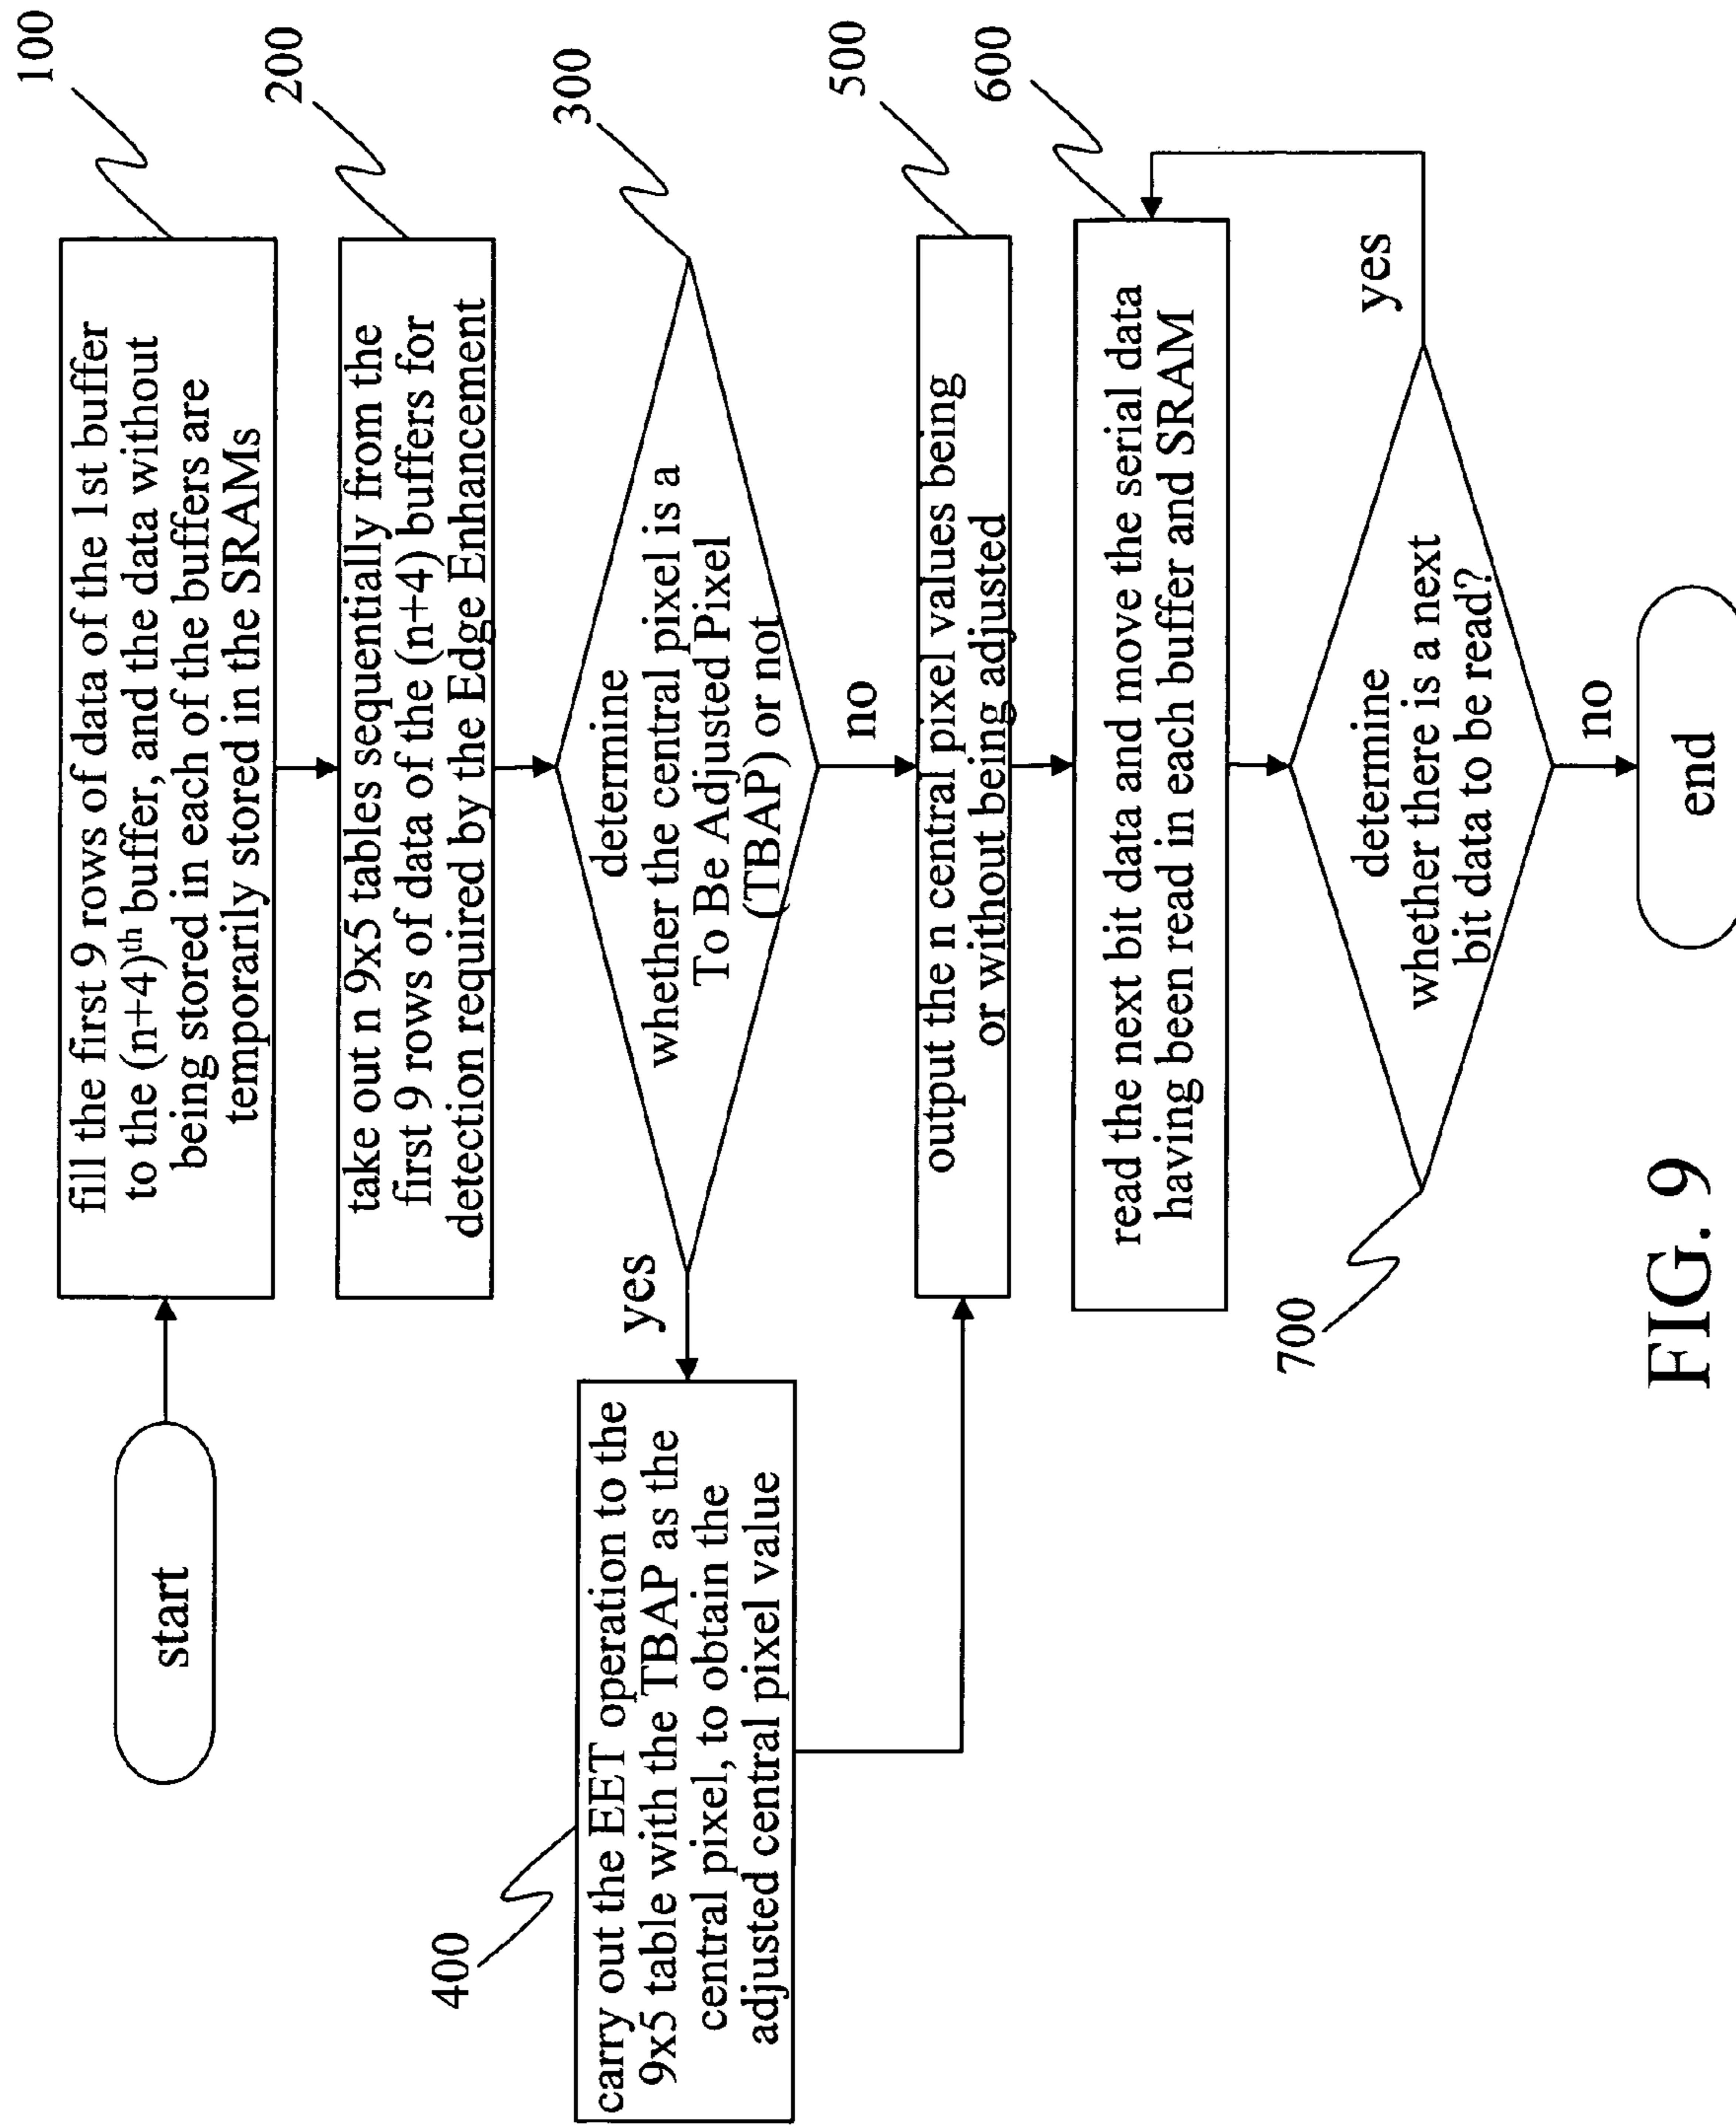 start
fill the first 9 rows of data of the 1st buffer
to the (n+4)th buffer, and the data without
being stored in each of the buffers are
temporarily stored in the SRAMs
100
take out n 9x5 tables sequentially from the
first 9 rows of data of the (n+4) buffers for
detection required by the Edge Enhancement
200
determine
whether the central pixel is a
To Be Adjusted Pixel
(TBAP) or not
300
yes
no
400
carry out the EET operation to the
9x5 table with the TBAP as the
central pixel, to obtain the
adjusted central pixel value
output the n central pixel values being
or without being adjusted
500
read the next bit data and move the serial data
having been read in each buffer and SRAM
600
determine
whether there is a next
bit data to be read?
700
yes
no
end
FIG. 9